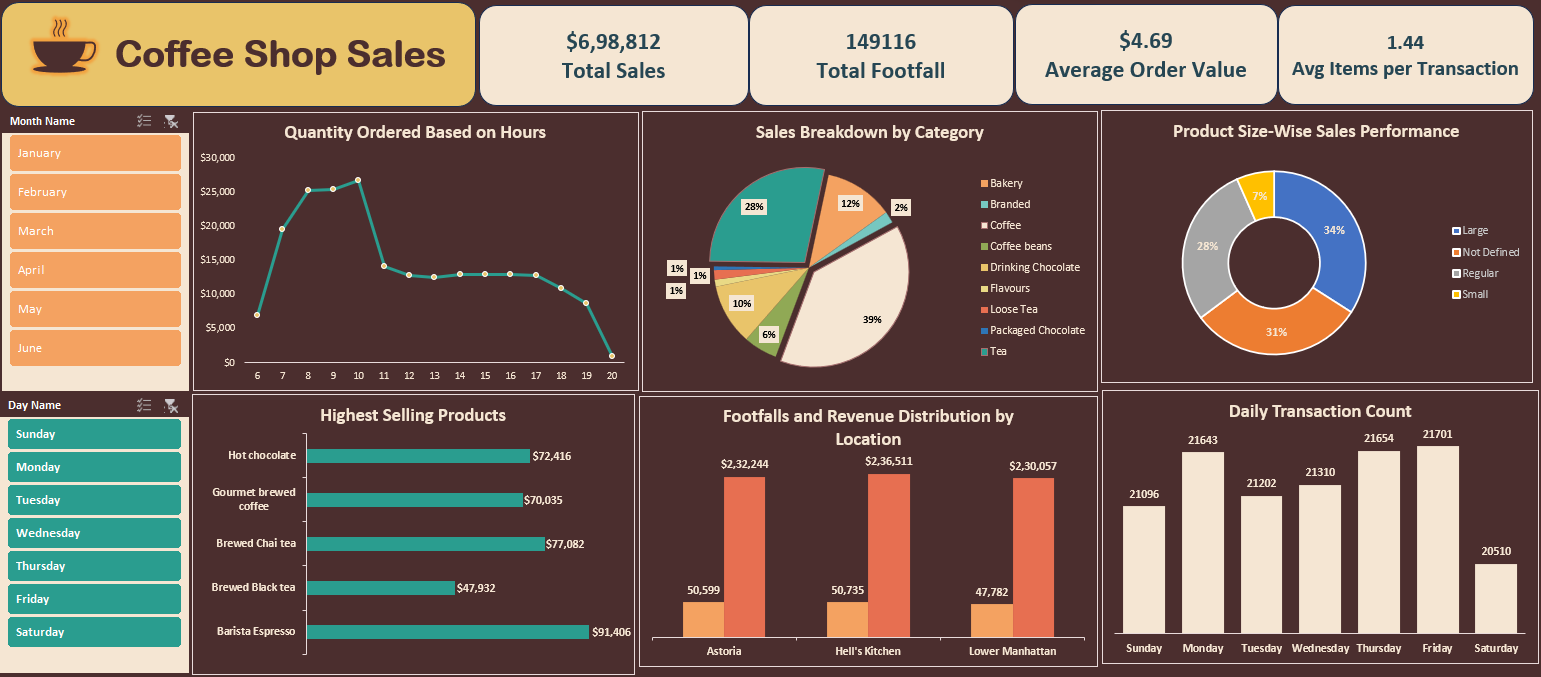 Coffee Shop Sales
$6,98,812
Total Sales
149116
Total Footfall
$4.69
Average Order Value
1.44
Avg Items per Transaction
Month Name
January
February
March
April
May
June
Quantity Ordered Based on Hours
$30,000
$25,000
$20,000
$15,000
$10,000
$5,000
$0
6 7 8 9 10 11 12 13 14 15 16 17 18 19 20
Sales Breakdown by Category
28%
12%
2%
39%
6%
10%
1%
1%
1%
Bakery
Branded
Coffee
Coffee beans
Drinking Chocolate
Flavours
Loose Tea
Packaged Chocolate
Tea
Product Size-Wise Sales Performance
7%
34%
28%
31%
Large
Not Defined
Regular
Small
Day Name
Sunday
Monday
Tuesday
Wednesday
Thursday
Friday
Saturday
Highest Selling Products
Hot chocolate $72,416
Gourmet brewed
coffee $70,035
Brewed Chai tea $77,082
Brewed Black tea $47,932
Barista Espresso $91,406
Footfalls and Revenue Distribution by
Location
$2,32,244 $2,36,511 $2,30,057
50,599 50,735 47,782
Astoria Hell's Kitchen Lower Manhattan
Daily Transaction Count
21096 21643 21202 21310 21654 21701 20510
Sunday Monday Tuesday Wednesday Thursday Friday Saturday